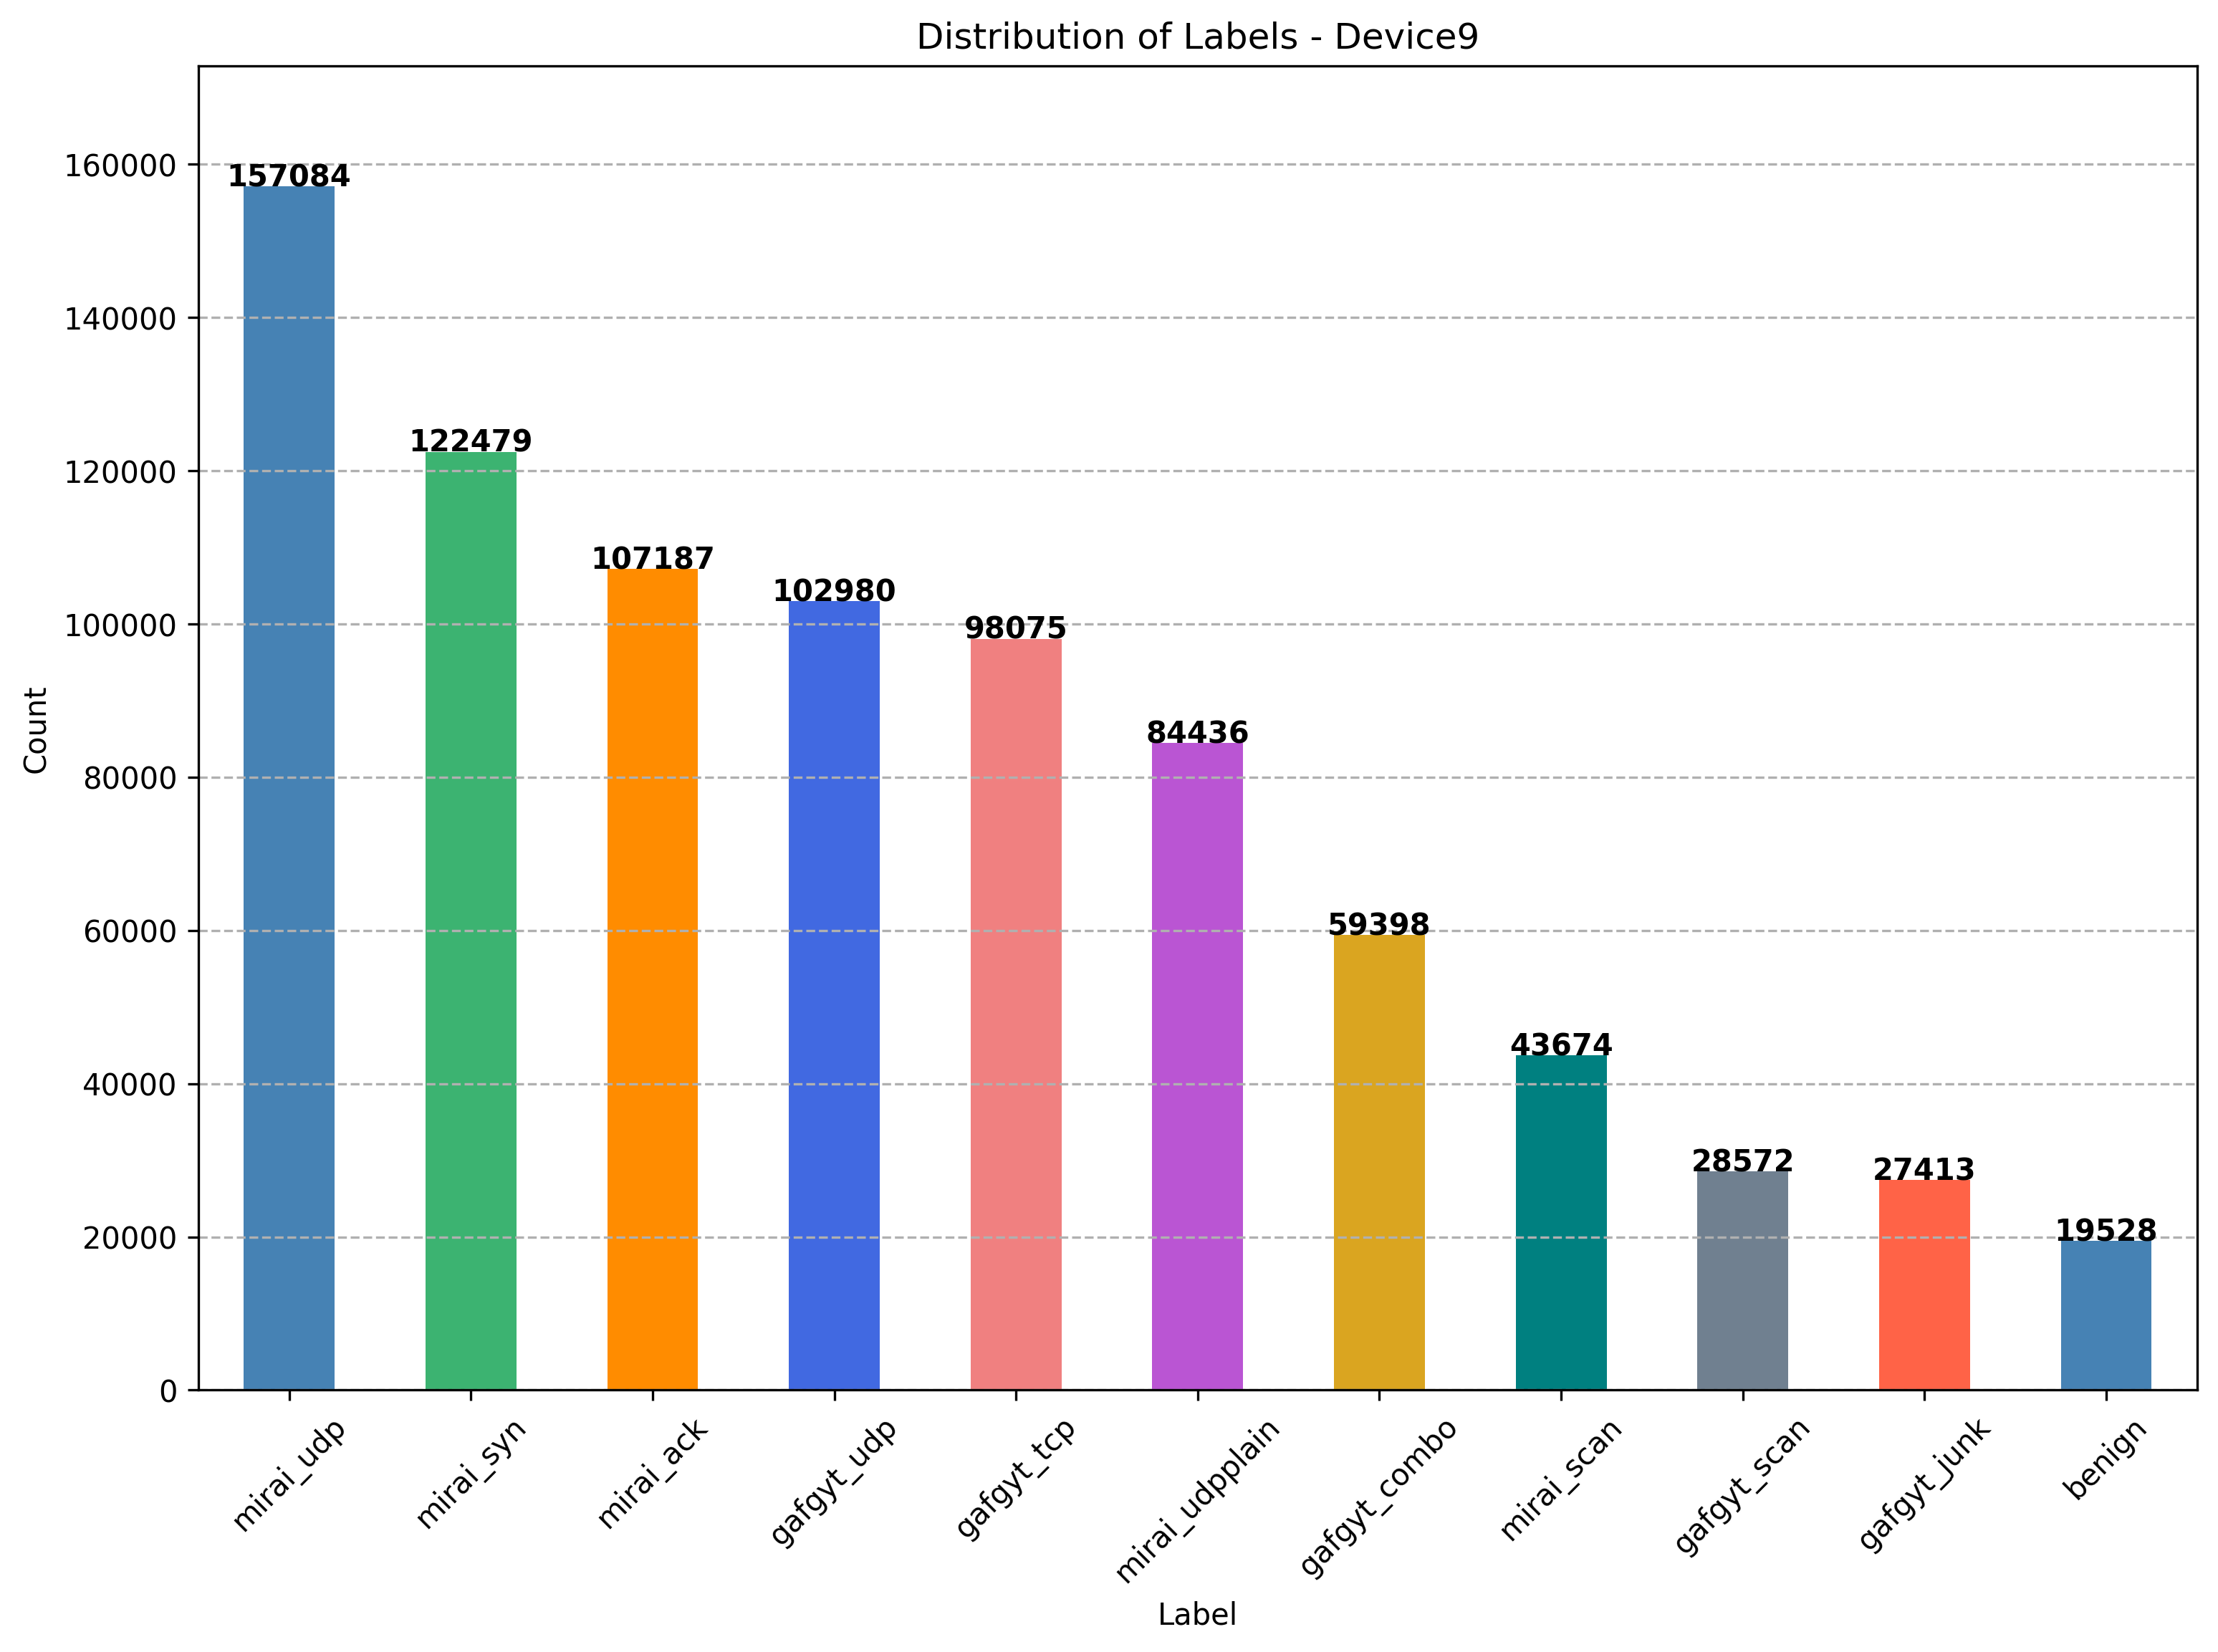 Distribution of Labels - Device9
Count
160000
140000
120000
100000
80000
60000
40000
20000
0
157084
122479
107187
102980
98075
84436
59398
43674
28572
27413
19528
mirai_udp
mirai_syn
mirai_ack
gafgyt_udp
gafgyt_tcp
mirai_udpplain
gafgyt_combo
mirai_scan
gafgyt_scan
gafgyt_junk
benign
Label